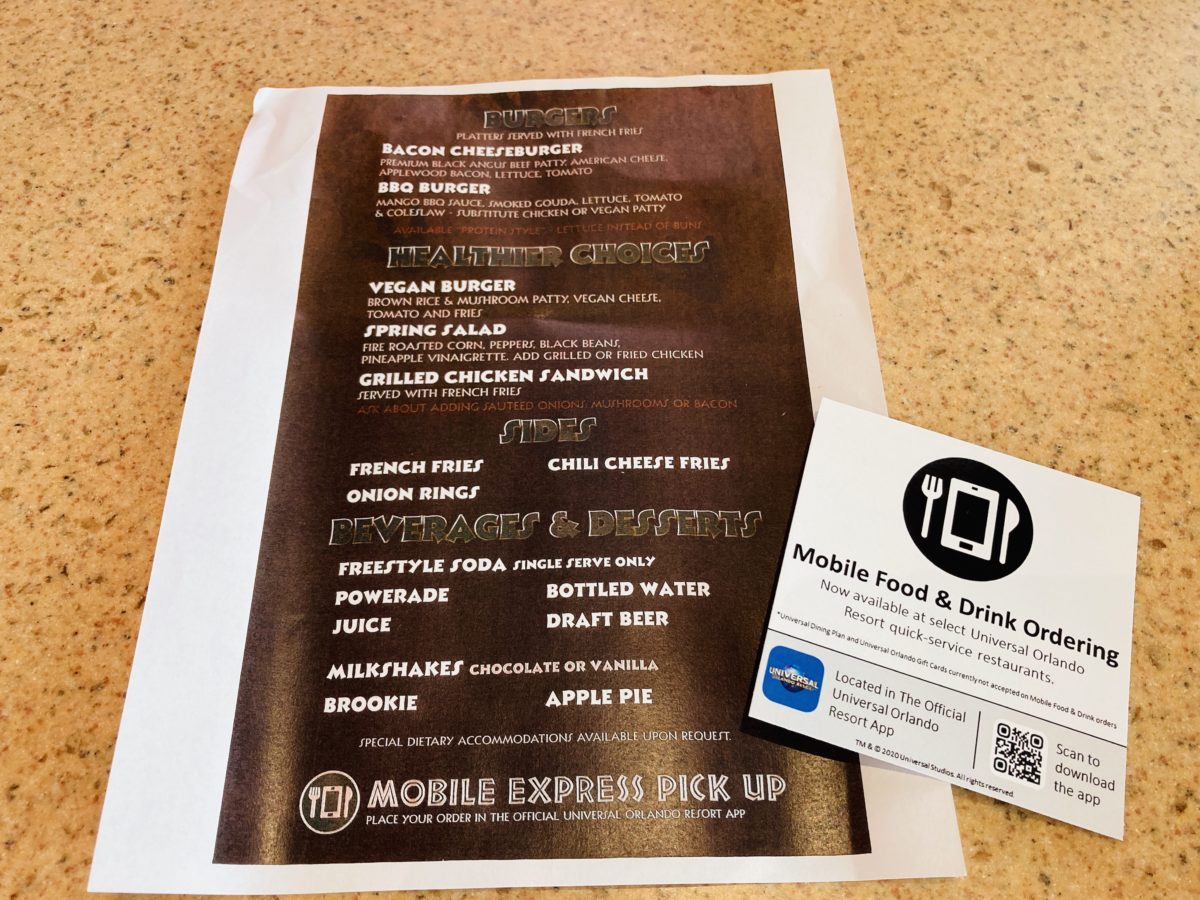 BURGERS
PLATTERS SERVED WITH FRENCH FRIES
BACON CHEESEBURGER
PREMIUM BLACK ANGUS BEEF PATTY, AMERICAN CHEESE,
APPLEWOOD BACON, LETTUCE, TOMATO
BBQ BURGER
MANGO BBQ SAUCE, SMOKED GOUDA, LETTUCE, TOMATO
& COLESLAW - SUBSTITUTE CHICKEN OR VEGAN PATTY
AVAILABLE "PROTEIN STYLE" - LETTUCE INSTEAD OF BUNS
HEALTHIER CHOICES
VEGAN BURGER
BROWN RICE & MUSHROOM PATTY, VEGAN CHEESE,
TOMATO AND FRIES
SPRING SALAD
FIRE ROASTED CORN, PEPPERS, BLACK BEANS,
PINEAPPLE VINAIGRETTE. ADD GRILLED OR FRIED CHICKEN
GRILLED CHICKEN SANDWICH
SERVED WITH FRENCH FRIES
ASK ABOUT ADDING SAUTEED ONIONS, MUSHROOMS OR BACON
SIDES
FRENCH FRIES CHILI CHEESE FRIES
ONION RINGS
BEVERAGES & DESSERTS
FREESTYLE SODA SINGLE SERVE ONLY
POWERADE BOTTLED WATER
JUICE DRAFT BEER
MILKSHAKES CHOCOLATE OR VANILLA
BROOKIE APPLE PIE
SPECIAL DIETARY ACCOMMODATIONS AVAILABLE UPON REQUEST.
MOBILE EXPRESS PICK UP
PLACE YOUR ORDER IN THE OFFICIAL UNIVERSAL ORLANDO RESORT APP
Mobile Food & Drink Ordering
Now available at select Universal Orlando
Resort quick-service restaurants.
*Universal Dining Plan and Universal Orlando Gift Cards currently not accepted on Mobile Food & Drink orders
UNIVERSAL
ORLANDO RESORT
Located in The Official
Universal Orlando
Resort App
Scan to
download
the app
TM & © 2020 Universal Studios. All rights reserved.